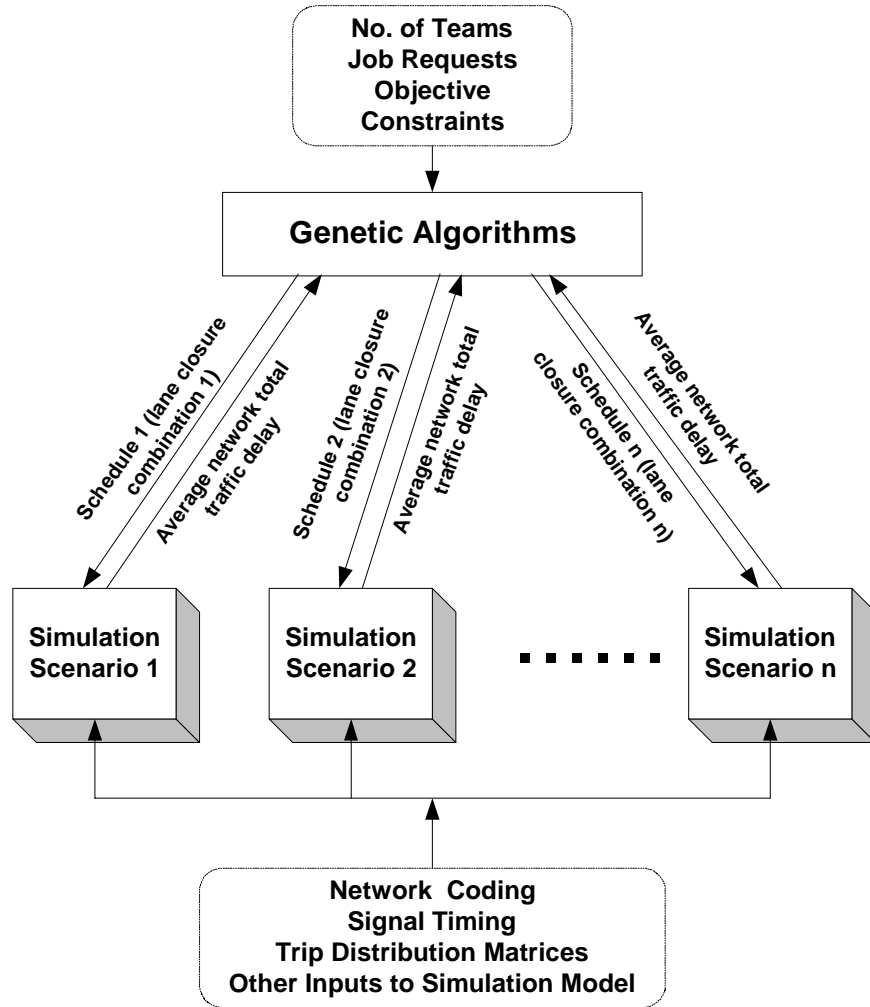 No. of Teams
Job Requests
Objective
Constraints
Genetic Algorithms
Schedule 1 (lane closure
combination 1)
Average network total
traffic delay
Schedule 2 (lane closure
combination 2)
Average network total
traffic delay
Schedule n (lane
closure combination n)
Average network total
traffic delay
Simulation
Scenario 1
Simulation
Scenario 2
Simulation
Scenario n
Network Coding
Signal Timing
Trip Distribution Matrices
Other Inputs to Simulation Model